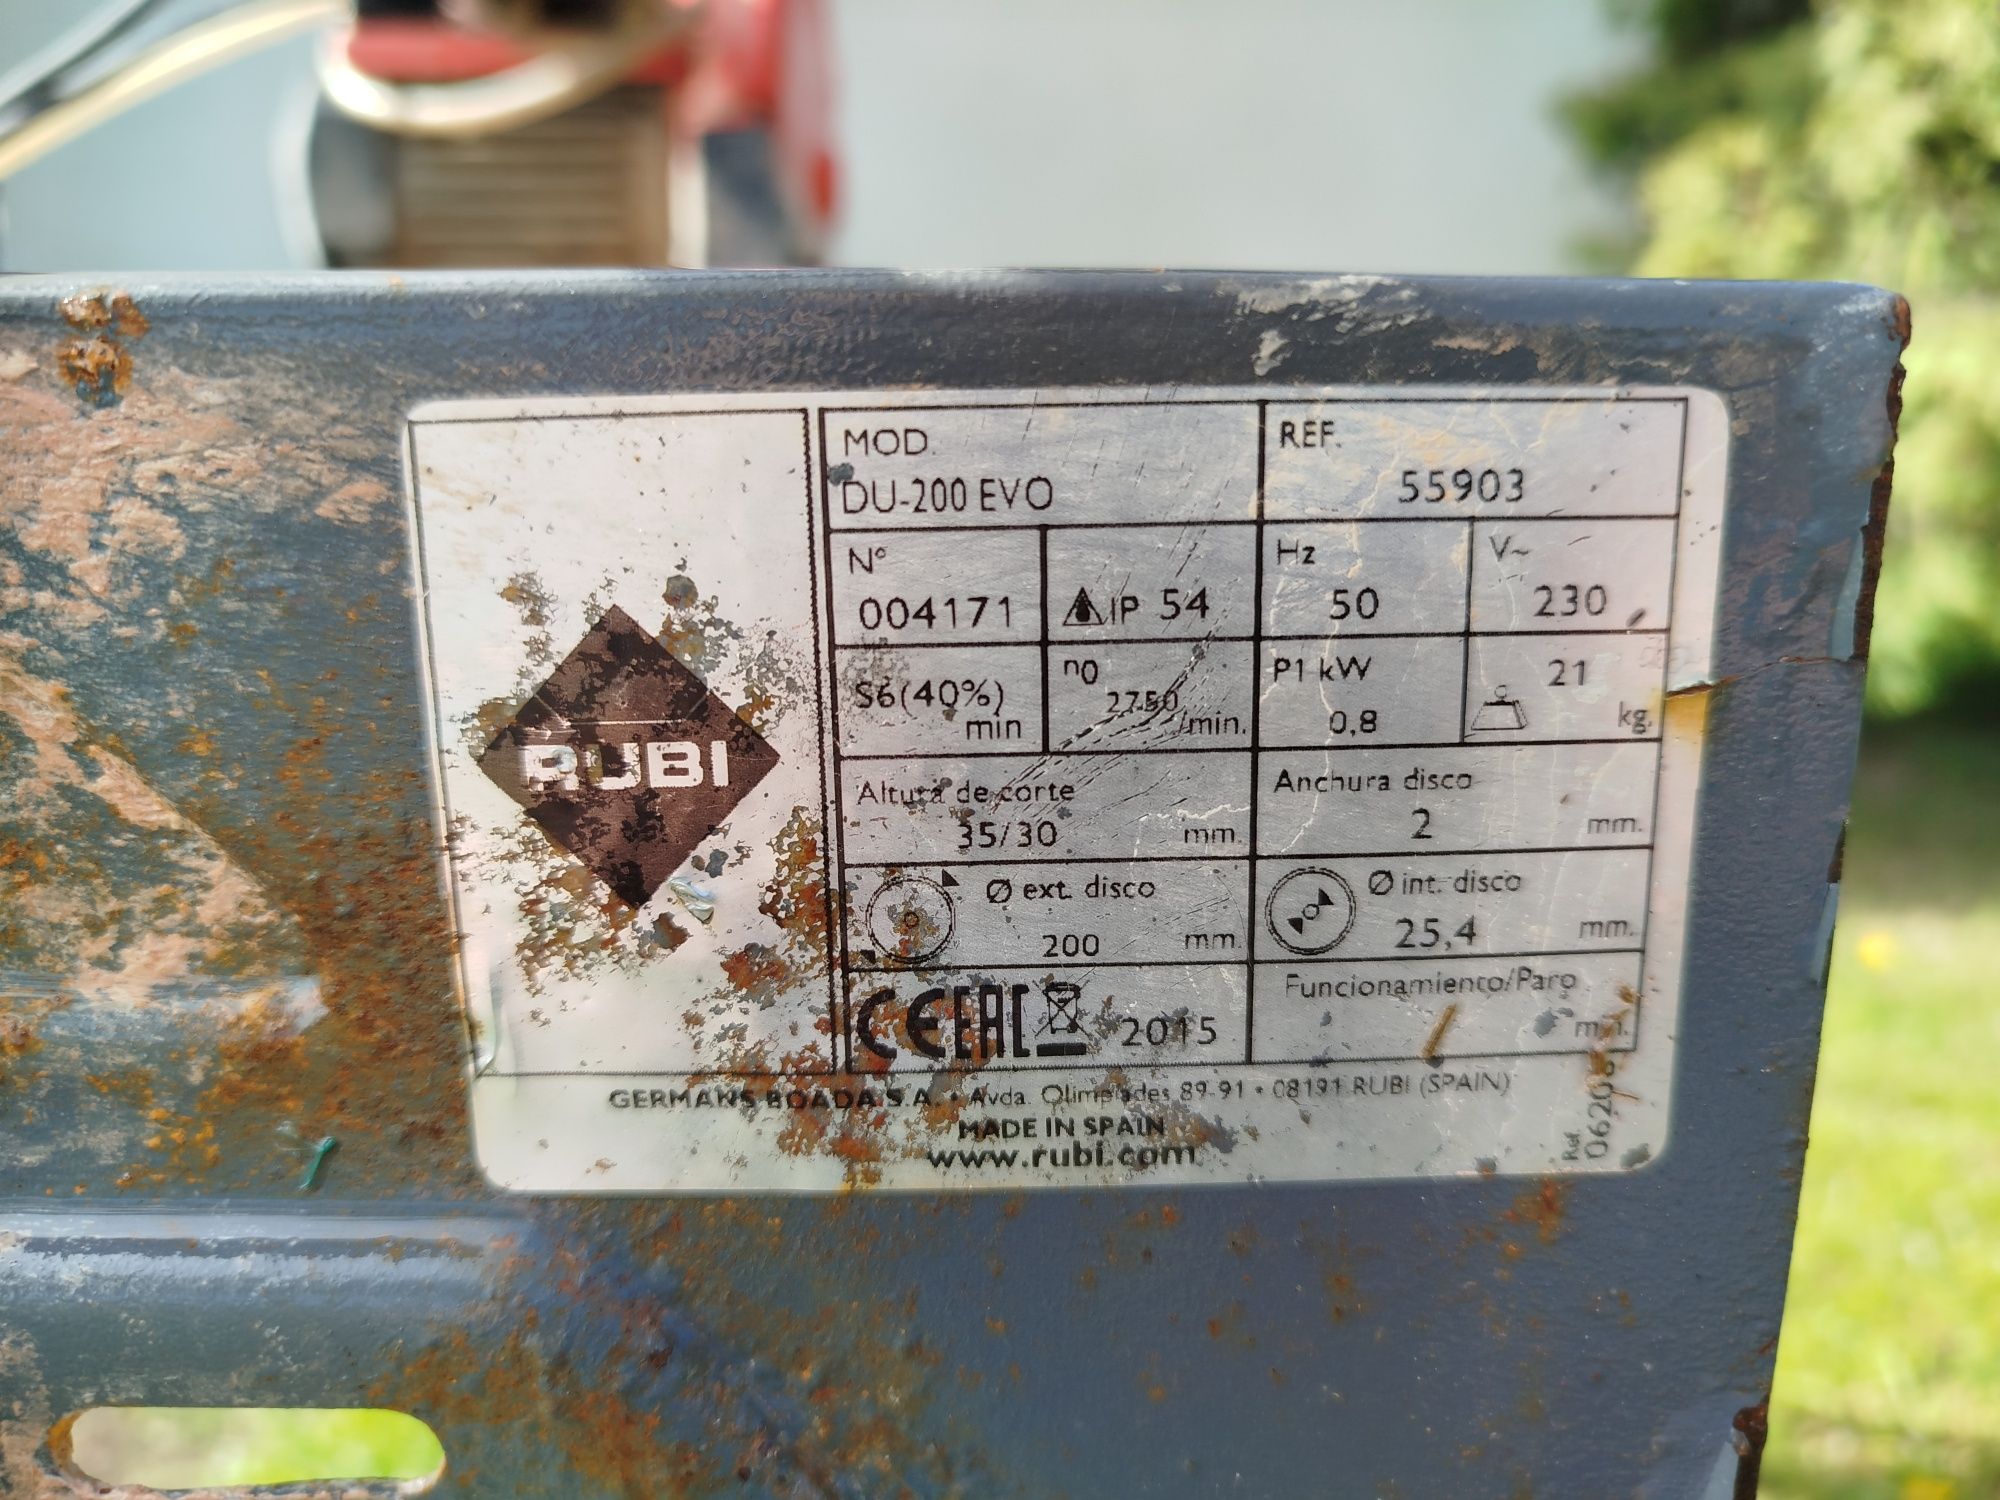 RUBI
MOD.
DU-200 EVO
REF.
55903
Nº
004171
IP 54
Hz
50
V~
230
S6(40%)
min
n0
2750
/min.
P1 kW
0,8
21
kg.
Altura de corte
35/30 mm.
Anchura disco
2 mm.
Ø ext. disco
200 mm.
Ø int. disco
25,4 mm.
CE EAC 2015
Funcionamiento/Paro
min.
GERMANS BOADA S.A. • Avda. Olimpíades 89-91 • 08191 RUBI (SPAIN)
MADE IN SPAIN
www.rubi.com
Ref.